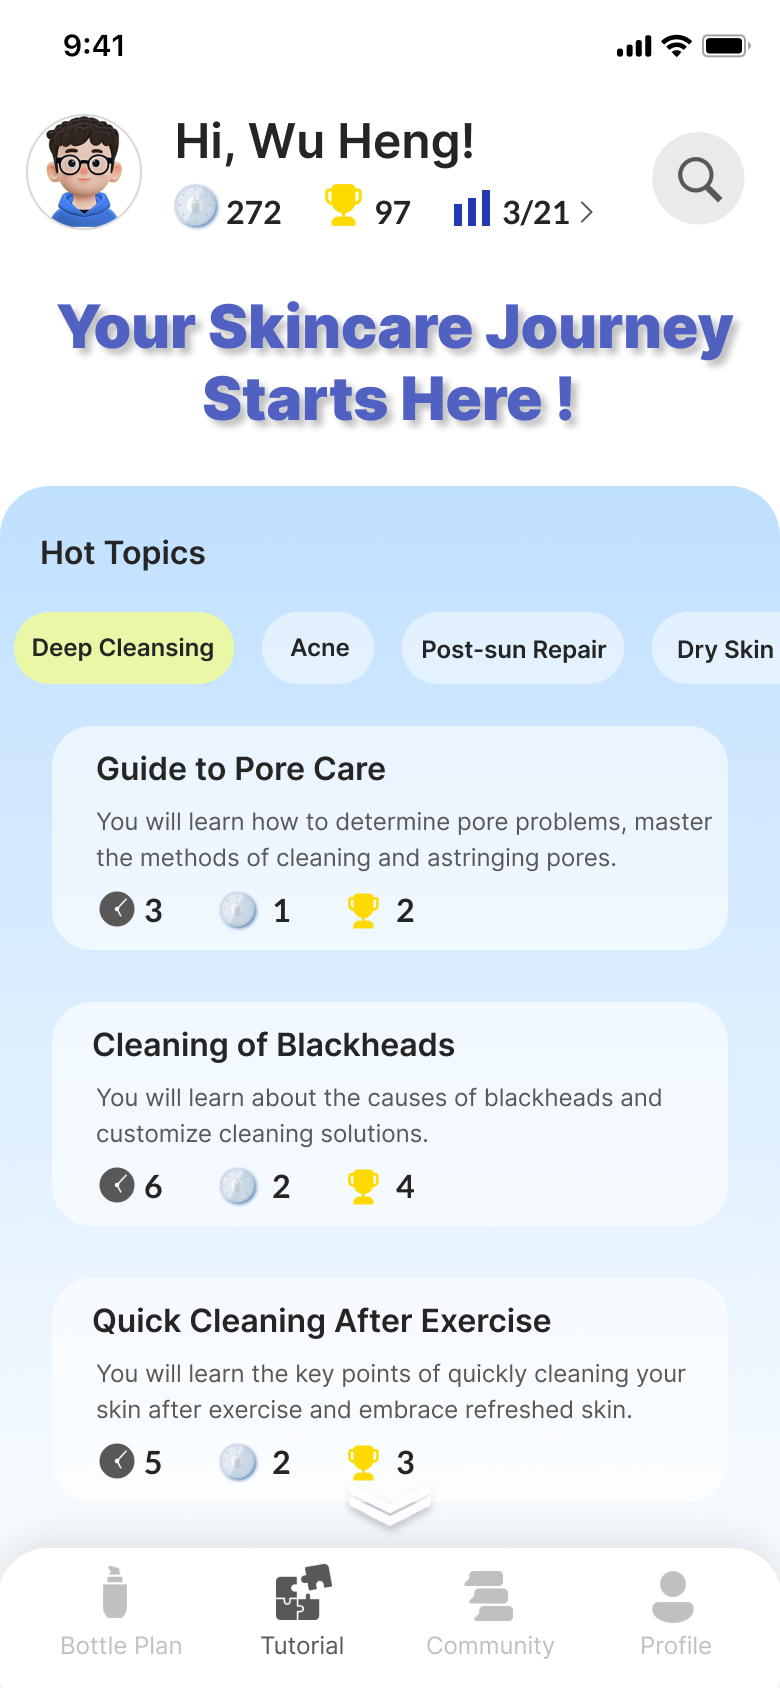 9:41
Hi, Wu Heng!
272 97 3/21
Your Skincare Journey
Starts Here !
Hot Topics
Deep Cleansing Acne Post-sun Repair Dry Skin
Guide to Pore Care
You will learn how to determine pore problems, master
the methods of cleaning and astringing pores.
3 1 2
Cleaning of Blackheads
You will learn about the causes of blackheads and
customize cleaning solutions.
6 2 4
Quick Cleaning After Exercise
You will learn the key points of quickly cleaning your
skin after exercise and embrace refreshed skin.
5 2 3
Bottle Plan Tutorial Community Profile